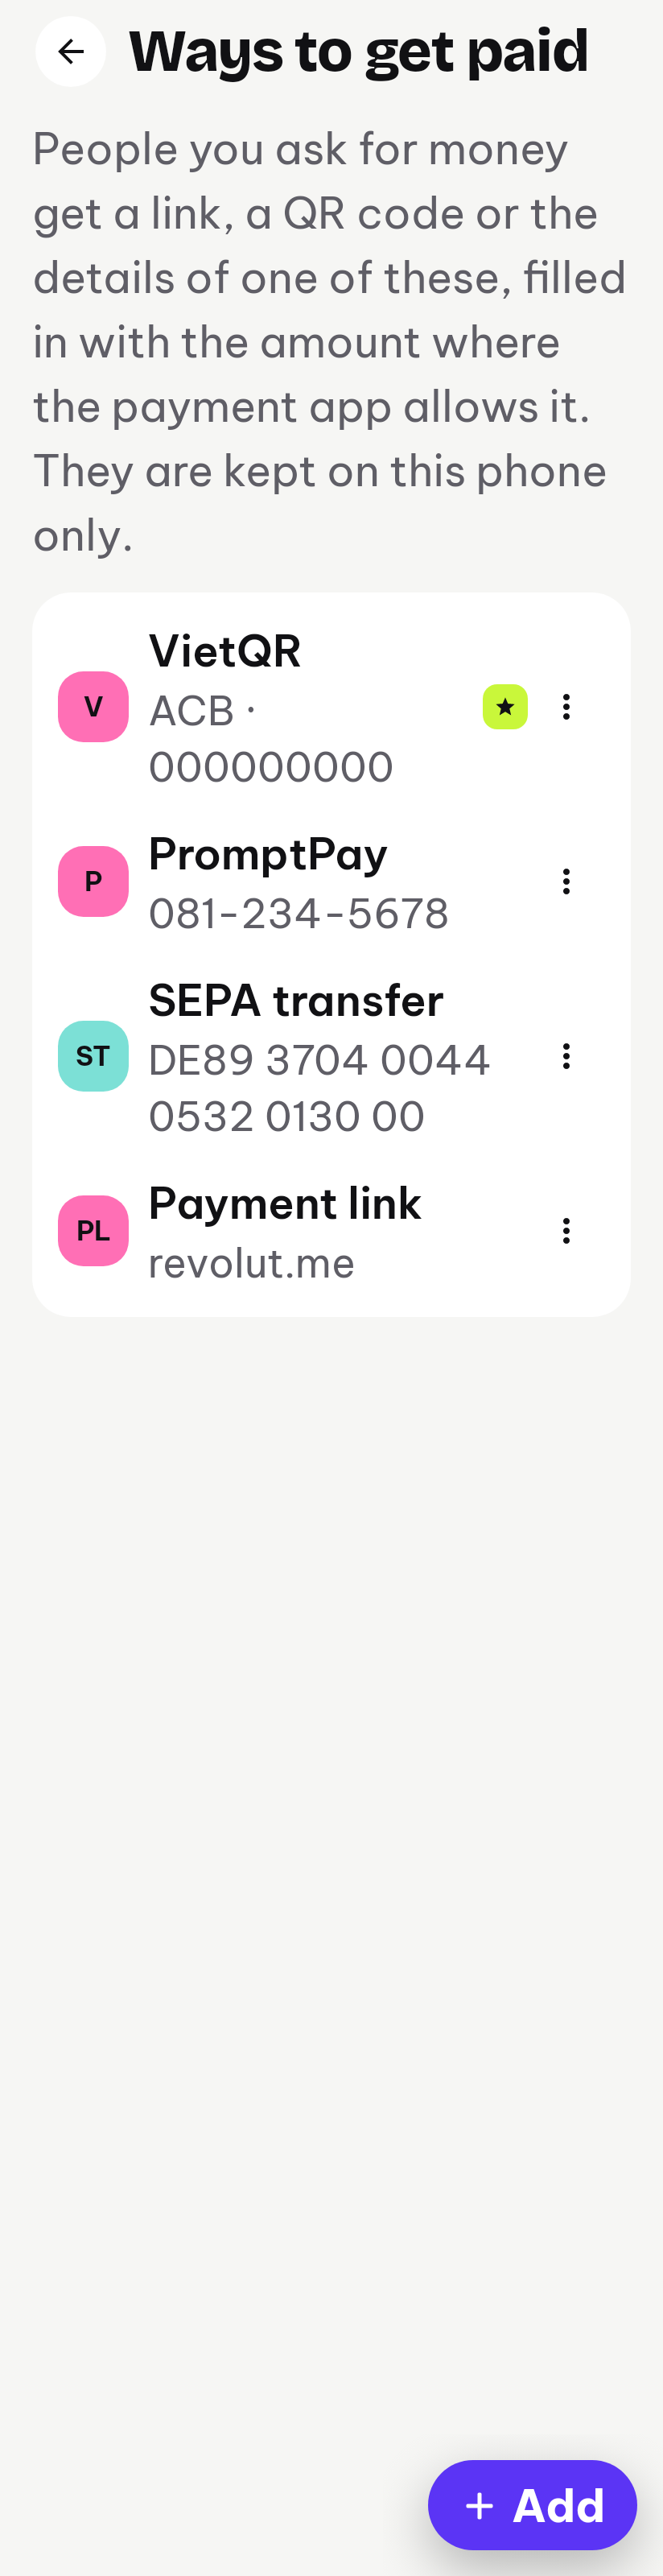 Ways to get paid
People you ask for money
get a link, a QR code or the
details of one of these, filled
in with the amount where
the payment app allows it.
They are kept on this phone
only.
V
VietQR
ACB ·
000000000
P
PromptPay
081-234-5678
ST
SEPA transfer
DE89 3704 0044
0532 0130 00
PL
Payment link
revolut.me
+ Add